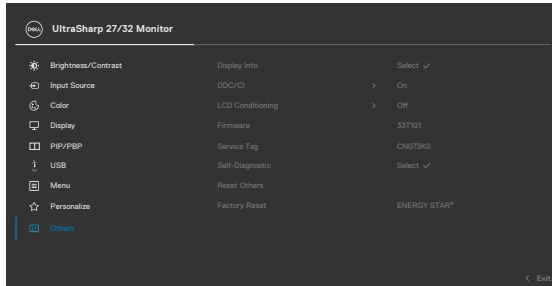 DELL UltraSharp 27/32 Monitor
Brightness/Contrast Display Info Select ✓
Input Source DDC/CI > On
Color LCD Conditioning > Off
Display Firmware 33T101
PIP/PBP Service Tag CN073K0
USB Self-Diagnostic Select ✓
Menu Reset Others
Personalize Factory Reset ENERGY STAR®
Others
< Exit